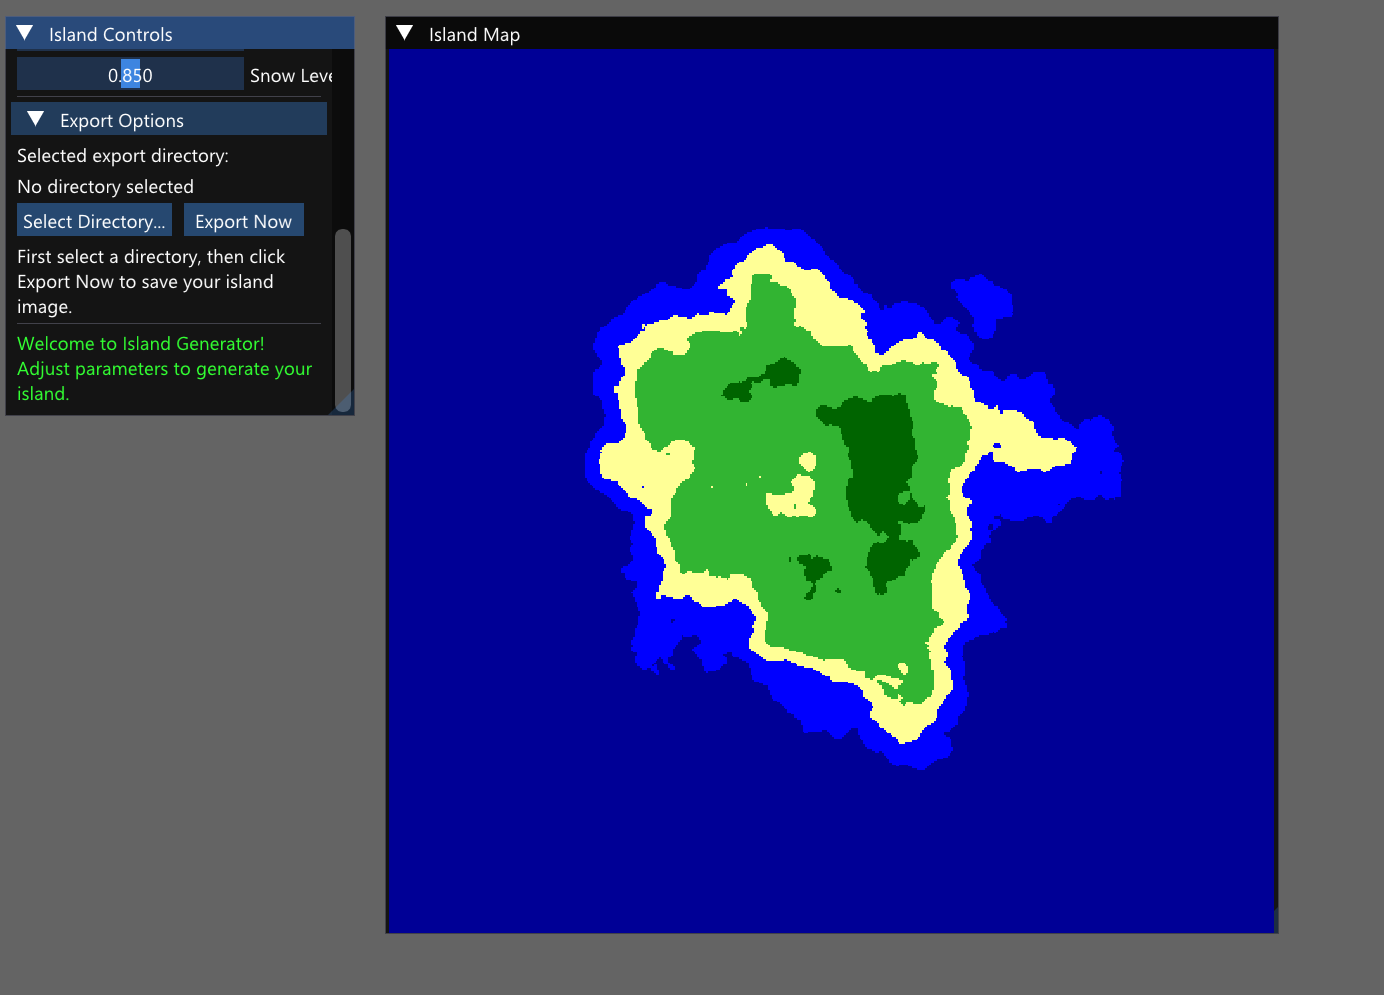 Island Controls
0.850 Snow Leve
Export Options
Selected export directory:
No directory selected
Select Directory... Export Now
First select a directory, then click
Export Now to save your island
image.
Welcome to Island Generator!
Adjust parameters to generate your
island.
Island Map